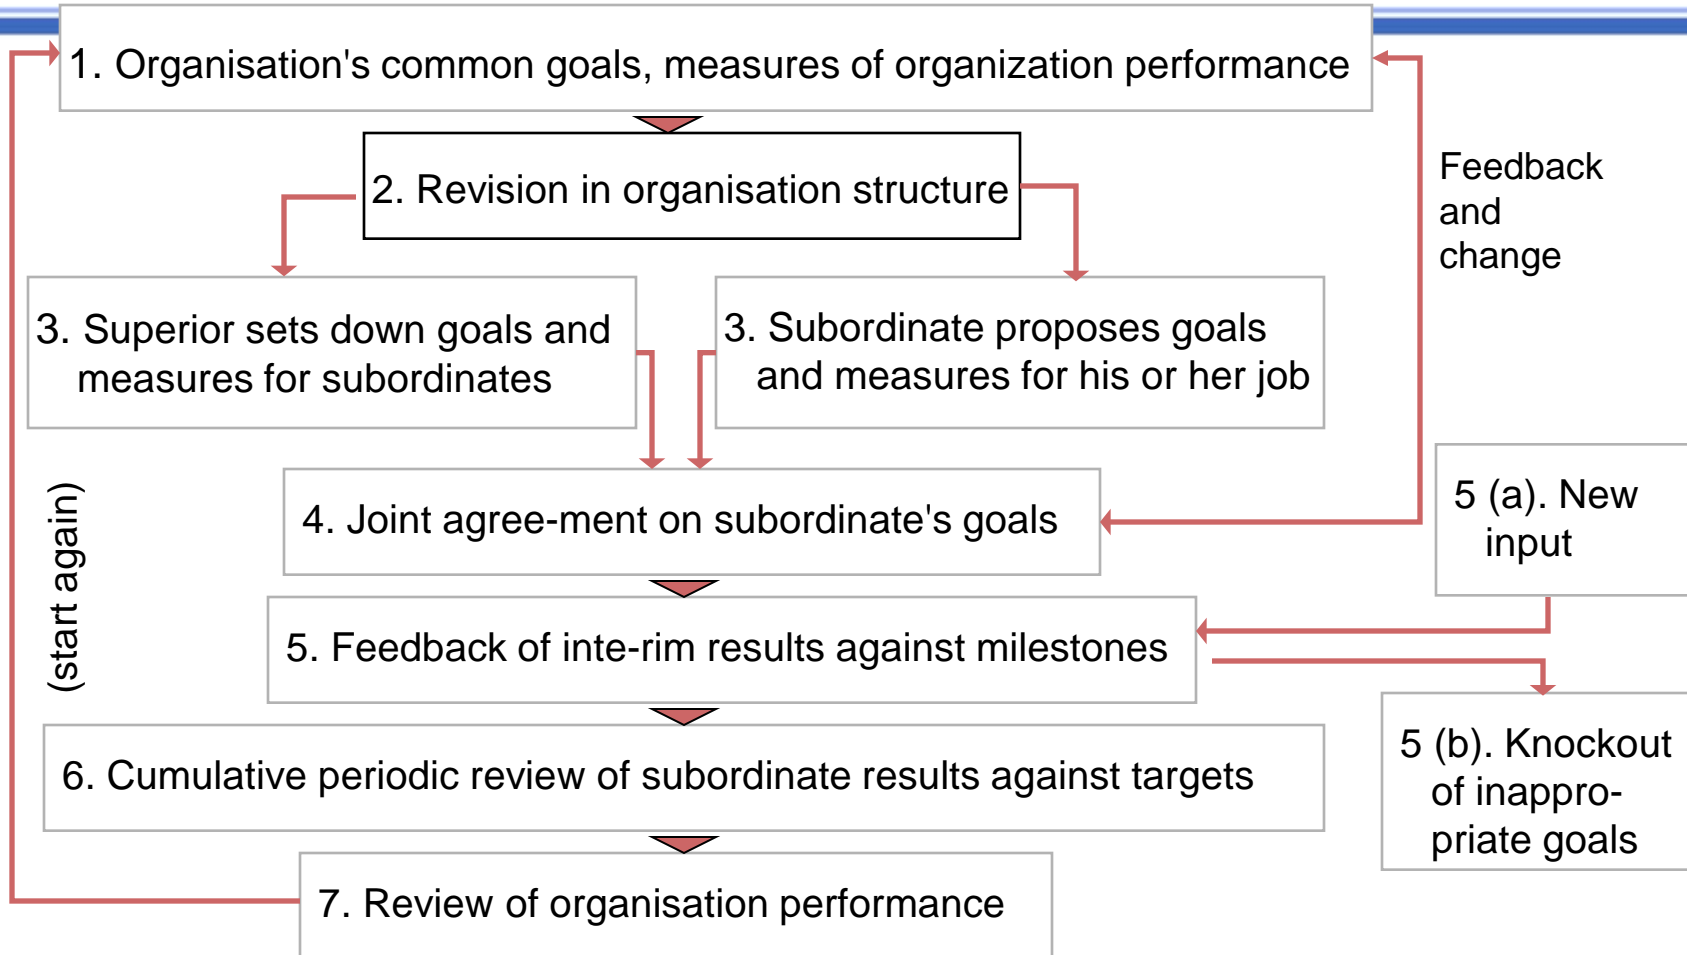 1. Organisation's common goals, measures of organization performance
2. Revision in organisation structure
Feedback
and
change
3. Superior sets down goals and
measures for subordinates
3. Subordinate proposes goals
and measures for his or her job
(start again)
4. Joint agree-ment on subordinate's goals
5 (a). New
input
5. Feedback of inte-rim results against milestones
5 (b). Knockout
of inappro-
priate goals
6. Cumulative periodic review of subordinate results against targets
7. Review of organisation performance